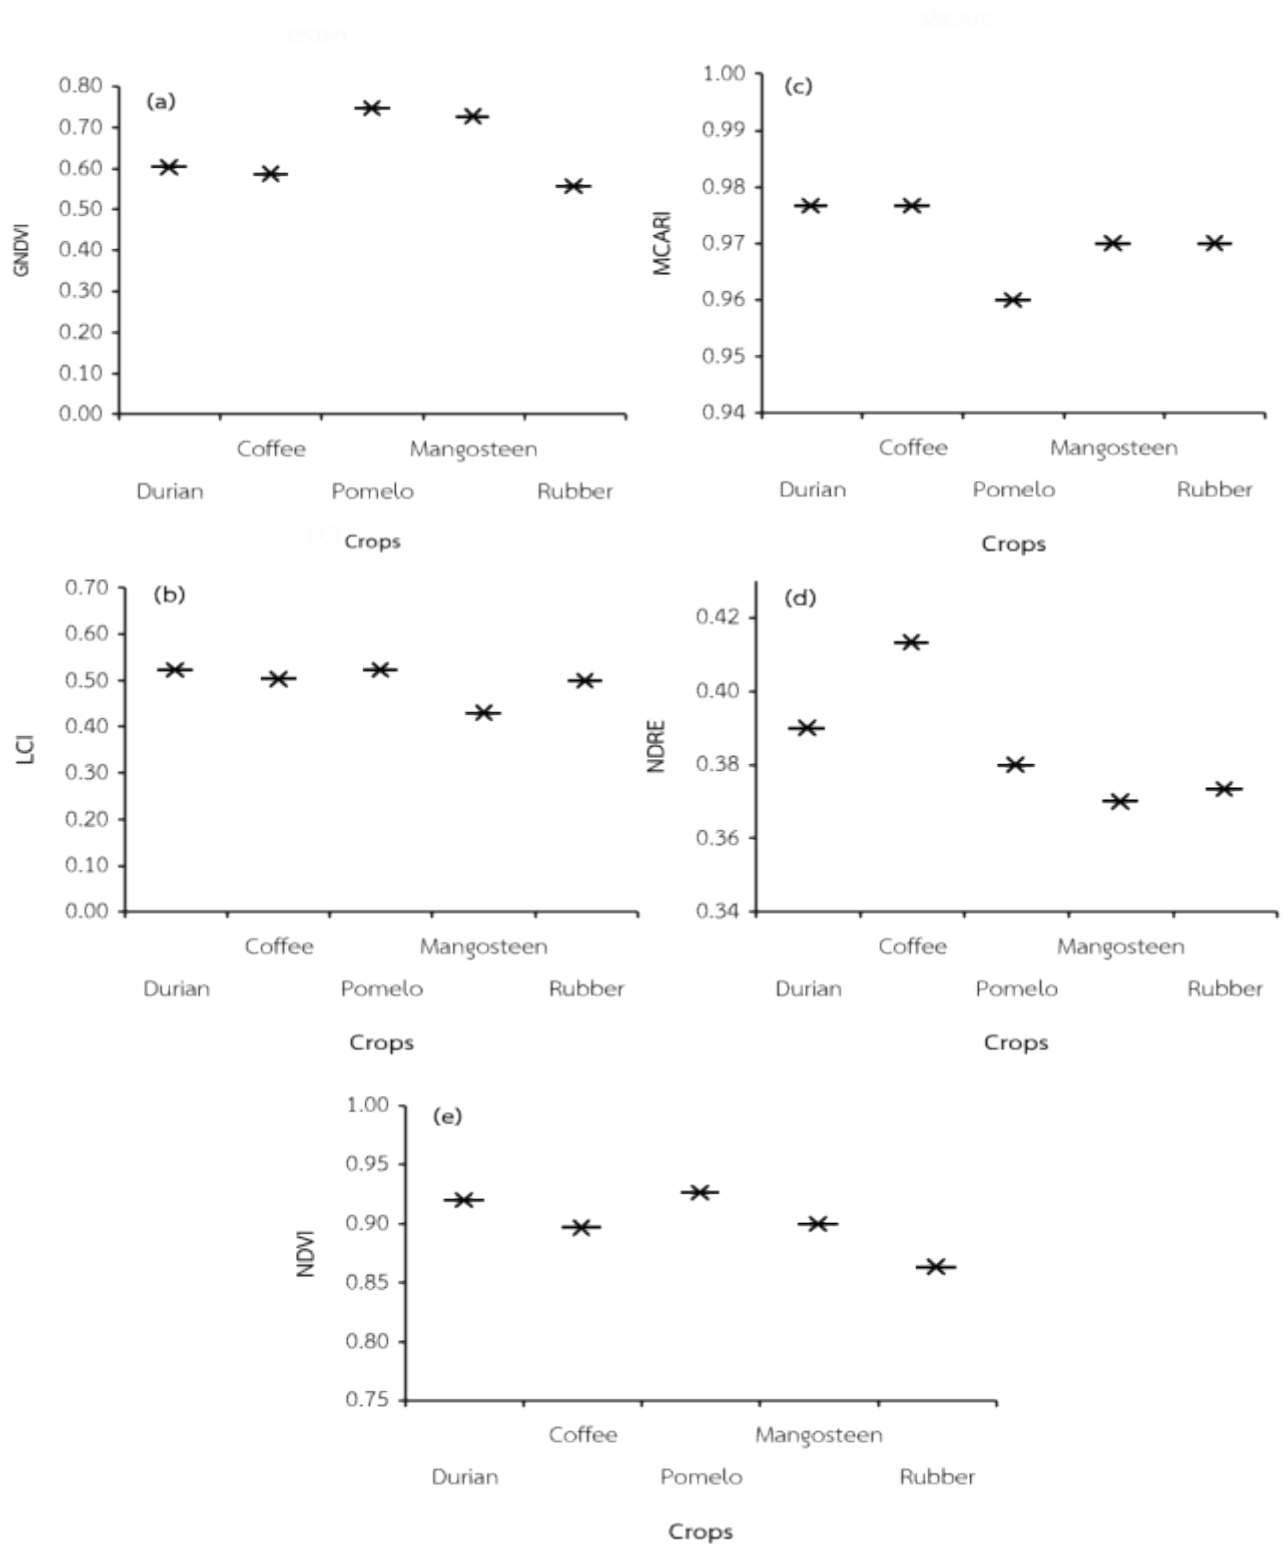 (a)
0.80
0.70
0.60
0.50
0.40
0.30
0.20
0.10
0.00
GNDVI
Coffee Mangosteen
Durian Pomelo Rubber
Crops
(c)
1.00
0.99
0.98
0.97
0.96
0.95
0.94
MCARI
Coffee Mangosteen
Durian Pomelo Rubber
Crops
(b)
0.70
0.60
0.50
0.40
0.30
0.20
0.10
0.00
LCI
Coffee Mangosteen
Durian Pomelo Rubber
Crops
(d)
0.42
0.40
0.38
0.36
0.34
NDRE
Coffee Mangosteen
Durian Pomelo Rubber
Crops
(e)
1.00
0.95
0.90
0.85
0.80
0.75
NDVI
Coffee Mangosteen
Durian Pomelo Rubber
Crops